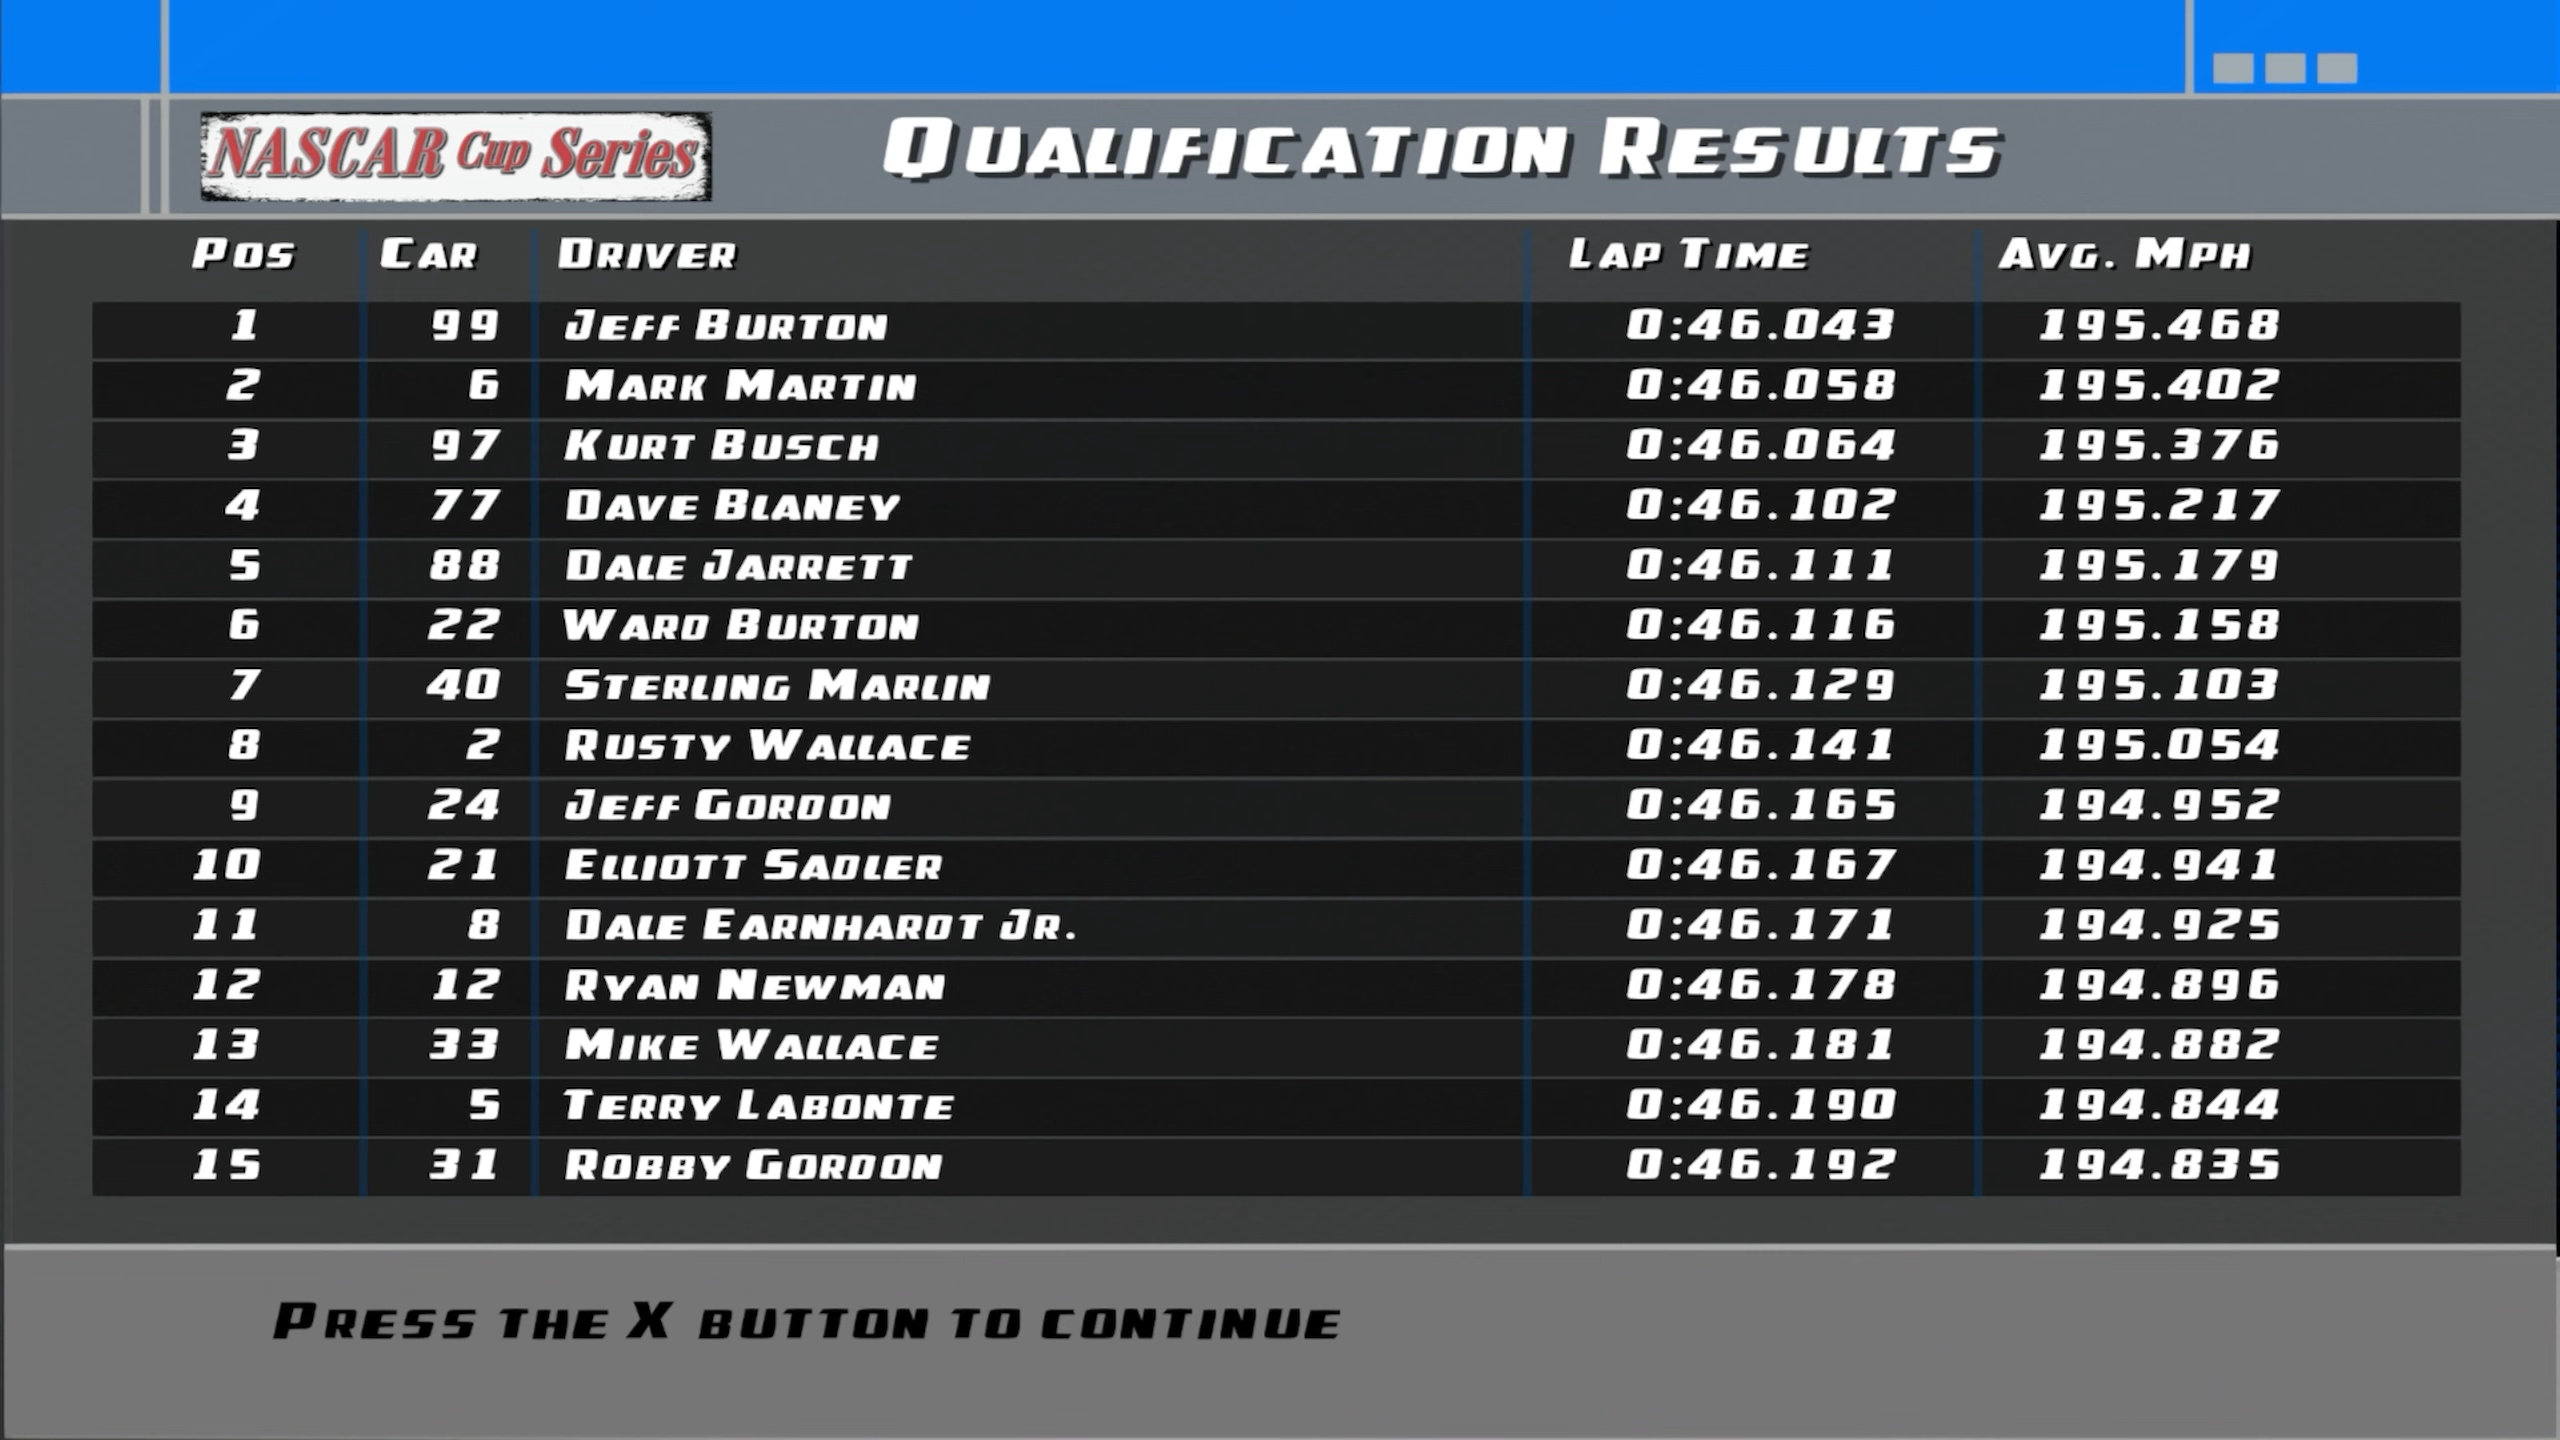 NASCAR Cup Series
Qualification Results
Pos Car Driver Lap Time Avg. Mph
1 99 Jeff Burton 0:46.043 195.468
2 6 Mark Martin 0:46.058 195.402
3 97 Kurt Busch 0:46.064 195.376
4 77 Dave Blaney 0:46.102 195.217
5 88 Dale Jarrett 0:46.111 195.179
6 22 Ward Burton 0:46.116 195.158
7 40 Sterling Marlin 0:46.129 195.103
8 2 Rusty Wallace 0:46.141 195.054
9 24 Jeff Gordon 0:46.165 194.952
10 21 Elliott Sadler 0:46.167 194.941
11 8 Dale Earnhardt Jr. 0:46.171 194.925
12 12 Ryan Newman 0:46.178 194.896
13 33 Mike Wallace 0:46.181 194.882
14 5 Terry Labonte 0:46.190 194.844
15 31 Robby Gordon 0:46.192 194.835
Press the X button to continue